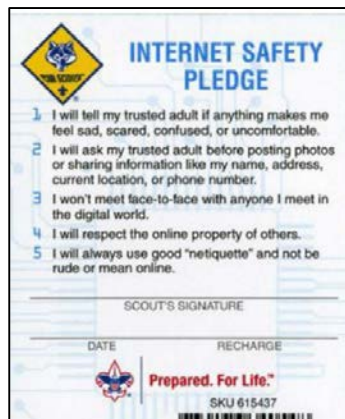 CUB SCOUTS
INTERNET SAFETY
PLEDGE
1 I will tell my trusted adult if anything makes me
feel sad, scared, confused, or uncomfortable.
2 I will ask my trusted adult before posting photos
or sharing information like my name, address,
current location, or phone number.
3 I won't meet face-to-face with anyone I meet in
the digital world.
4 I will respect the online property of others.
5 I will always use good "netiquette" and not be
rude or mean online.
SCOUT'S SIGNATURE
DATE RECHARGE
Prepared. For Life.™
SKU 615437